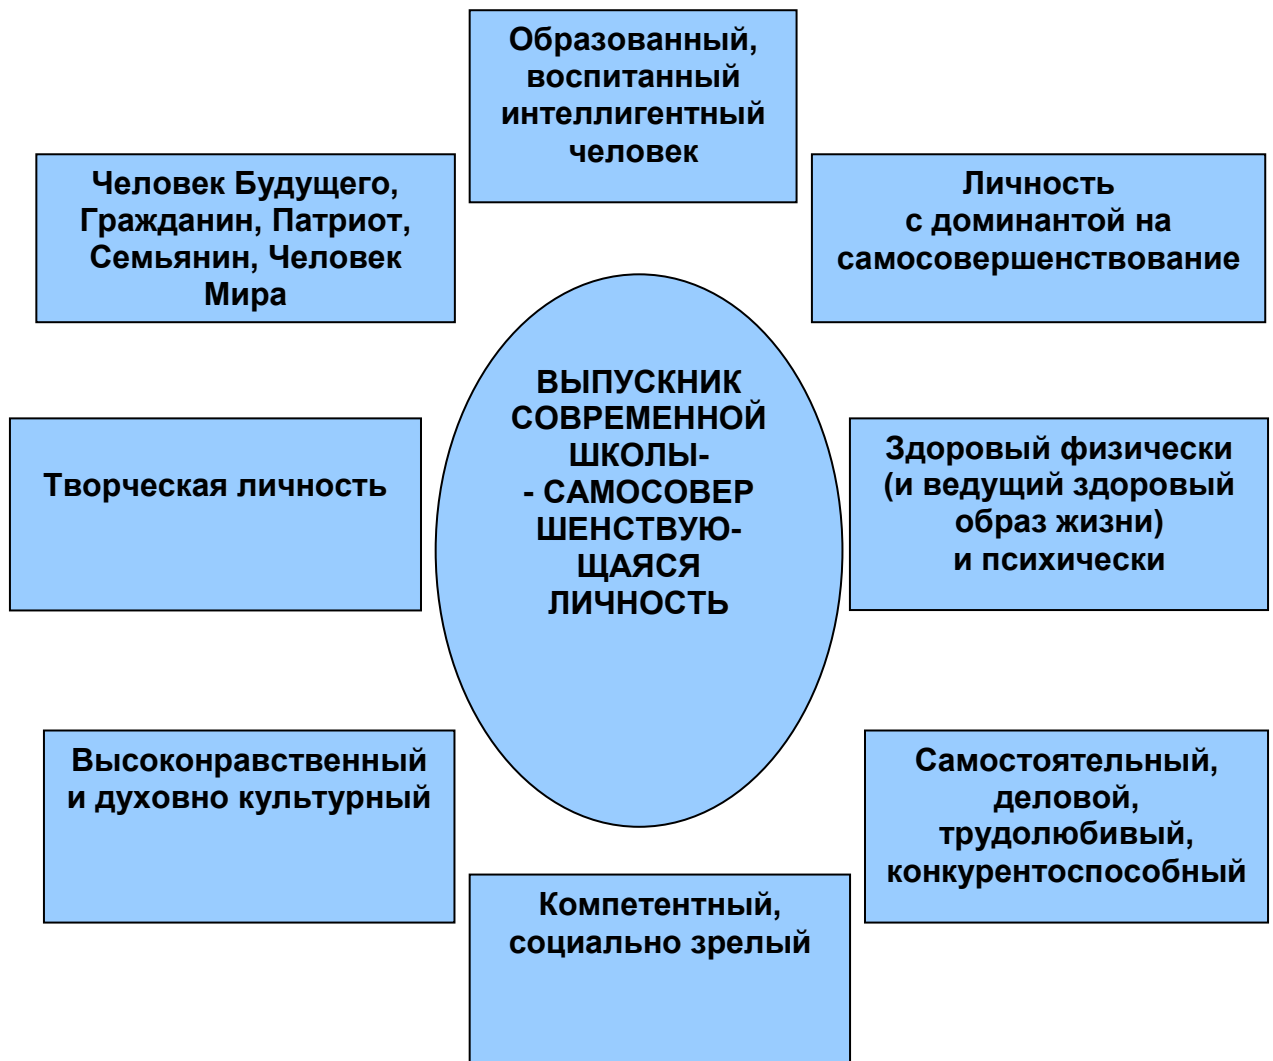 Образованный,
воспитанный
интеллигентный
человек
Человек Будущего,
Гражданин, Патриот,
Семьянин, Человек
Мира
Личность
с доминантой на
самосовершенствование
ВЫПУСКНИК
СОВРЕМЕННОЙ
ШКОЛЫ-
- САМОСОВЕР
ШЕНСТВУЮ-
ЩАЯСЯ
ЛИЧНОСТЬ
Творческая личность
Здоровый физически
(и ведущий здоровый
образ жизни)
и психически
Высоконравственный
и духовно культурный
Самостоятельный,
деловой,
трудолюбивый,
конкурентоспособный
Компетентный,
социально зрелый